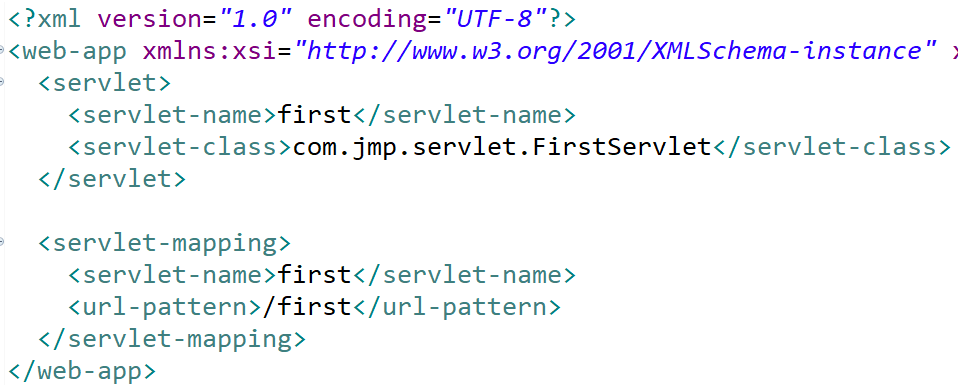 <?xml version="1.0" encoding="UTF-8"?>
<web-app xmlns:xsi="http://www.w3.org/2001/XMLSchema-instance"
<servlet>
<servlet-name>first</servlet-name>
<servlet-class>com.jmp.servlet.FirstServlet</servlet-class>
</servlet>
<servlet-mapping>
<servlet-name>first</servlet-name>
<url-pattern>/first</url-pattern>
</servlet-mapping>
</web-app>